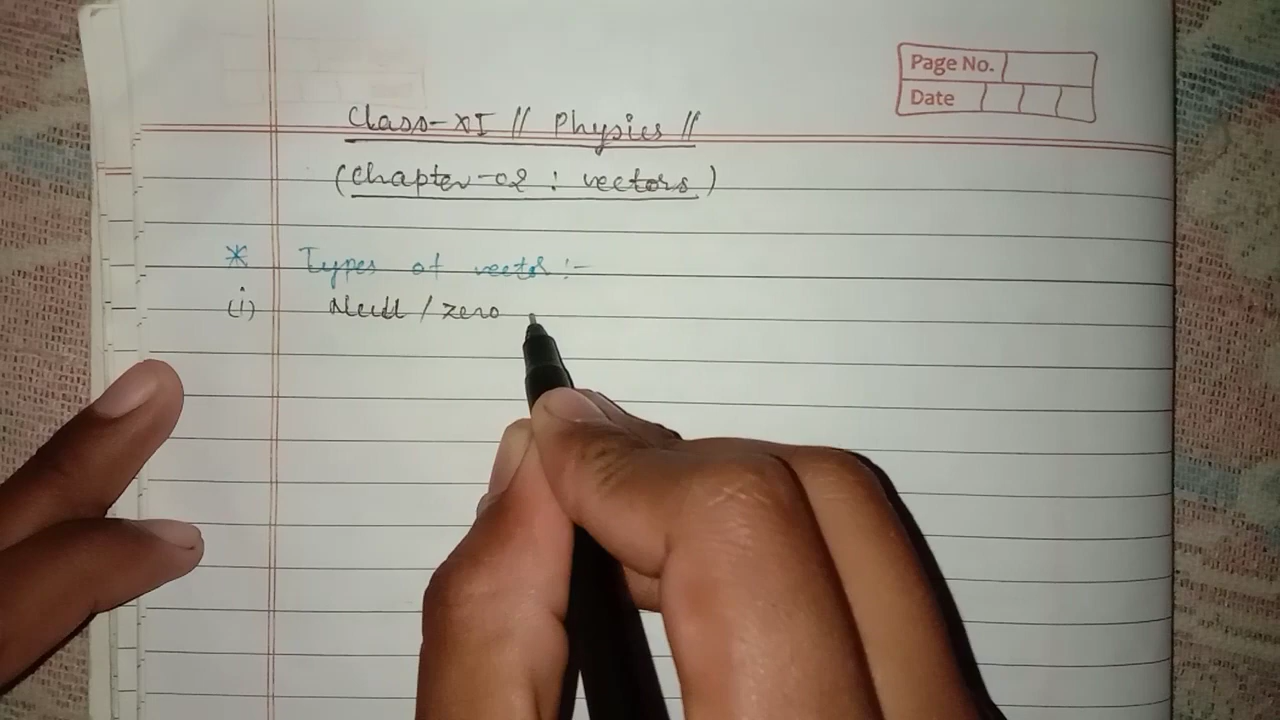 Page No.
Date
Class-XI // Physics //
(Chapter-02 : vectors)
* Types of vector :-
(i) Null / zero